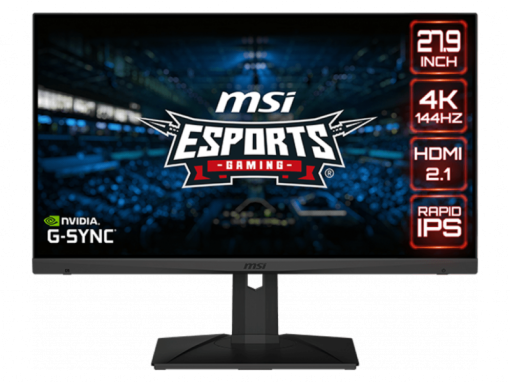 27.9
INCH
4K
144HZ
HDMI
2.1
RAPID
IPS
msi
ESPORTS
GAMING
®
NVIDIA
G-SYNC
msi